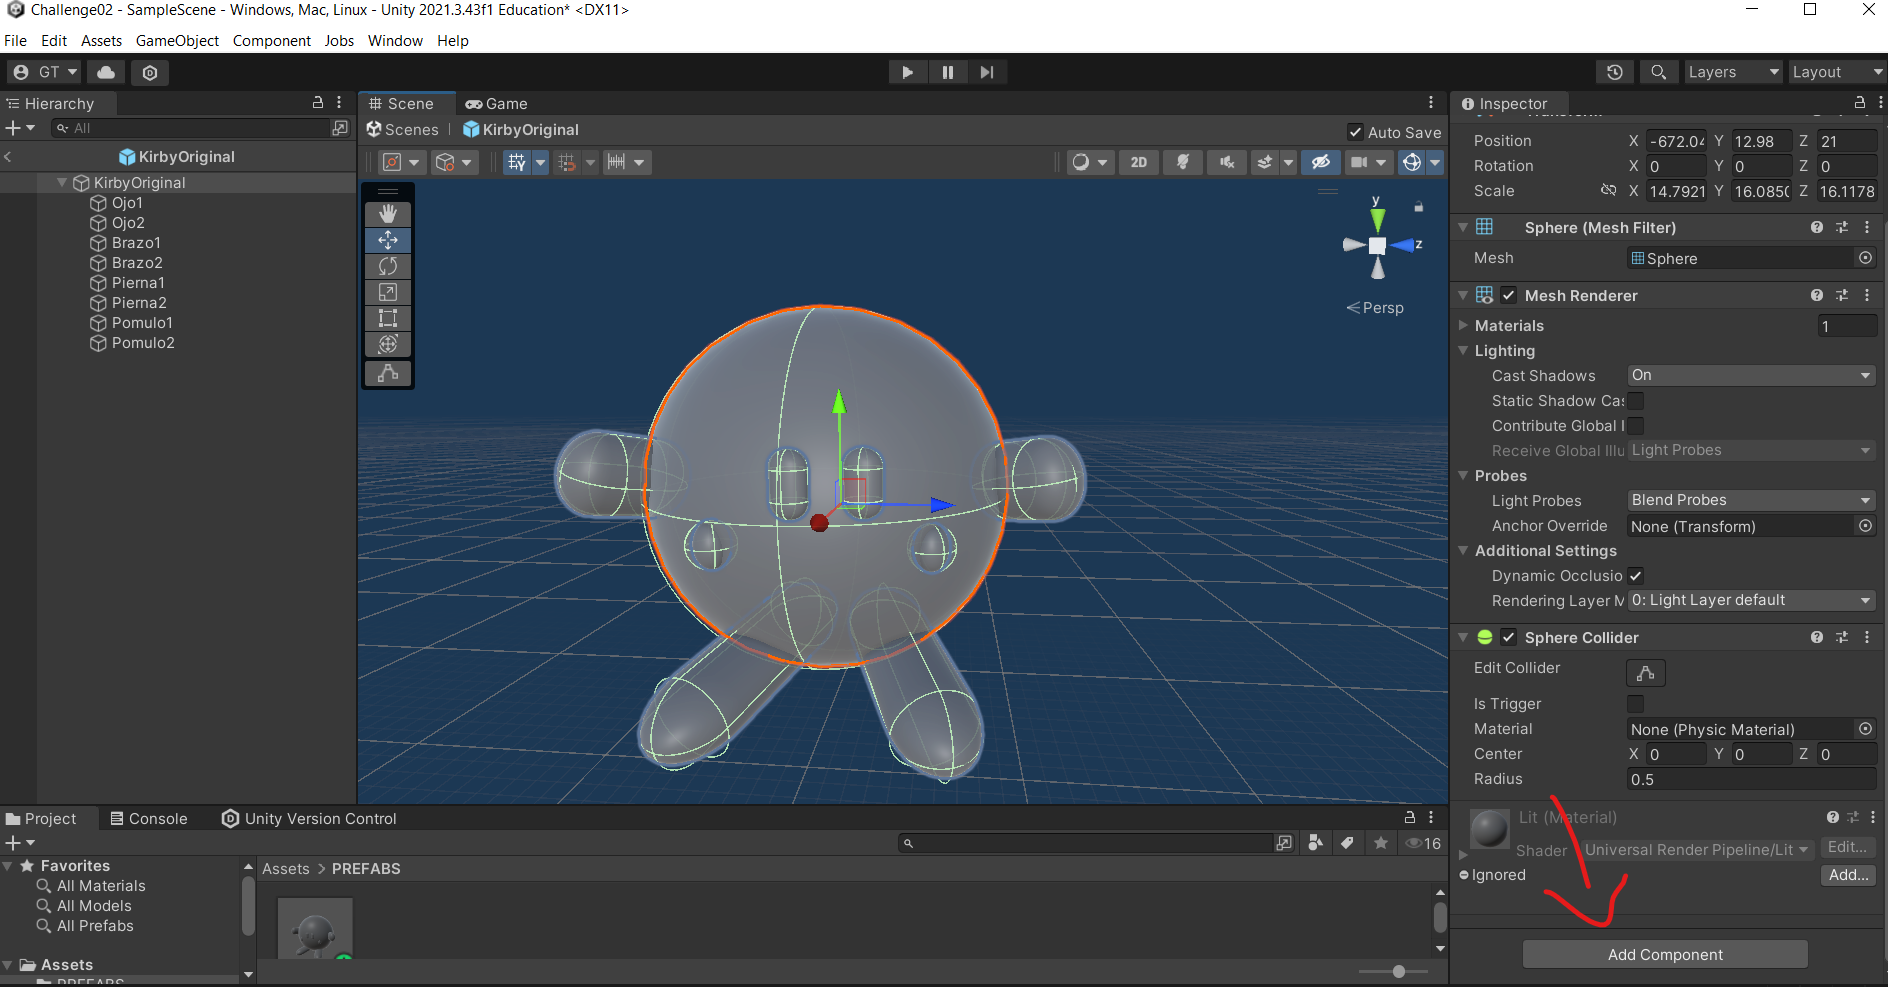 Challenge02 - SampleScene - Windows, Mac, Linux - Unity 2021.3.43f1 Education* <DX11>
File Edit Assets GameObject Component Jobs Window Help
GT
Layers
Layout
Hierarchy
All
KirbyOriginal
KirbyOriginal
Ojo1
Ojo2
Brazo1
Brazo2
Pierna1
Pierna2
Pomulo1
Pomulo2
Scene
Game
Scenes
KirbyOriginal
Auto Save
2D
y
z
Persp
Inspector
Position X -672.04 Y 12.98 Z 21
Rotation X 0 Y 0 Z 0
Scale X 14.7921 Y 16.0850 Z 16.1178
Sphere (Mesh Filter)
Mesh Sphere
Mesh Renderer
Materials 1
Lighting
Cast Shadows On
Static Shadow Cas
Contribute Global I
Receive Global Illu Light Probes
Probes
Light Probes Blend Probes
Anchor Override None (Transform)
Additional Settings
Dynamic Occlusio
Rendering Layer M 0: Light Layer default
Sphere Collider
Edit Collider
Is Trigger
Material None (Physic Material)
Center X 0 Y 0 Z 0
Radius 0.5
Lit (Material)
Shader Universal Render Pipeline/Lit Edit...
Ignored Add...
Add Component
Project
Console
Unity Version Control
16
Favorites
All Materials
All Models
All Prefabs
Assets
PREFABS
Assets > PREFABS